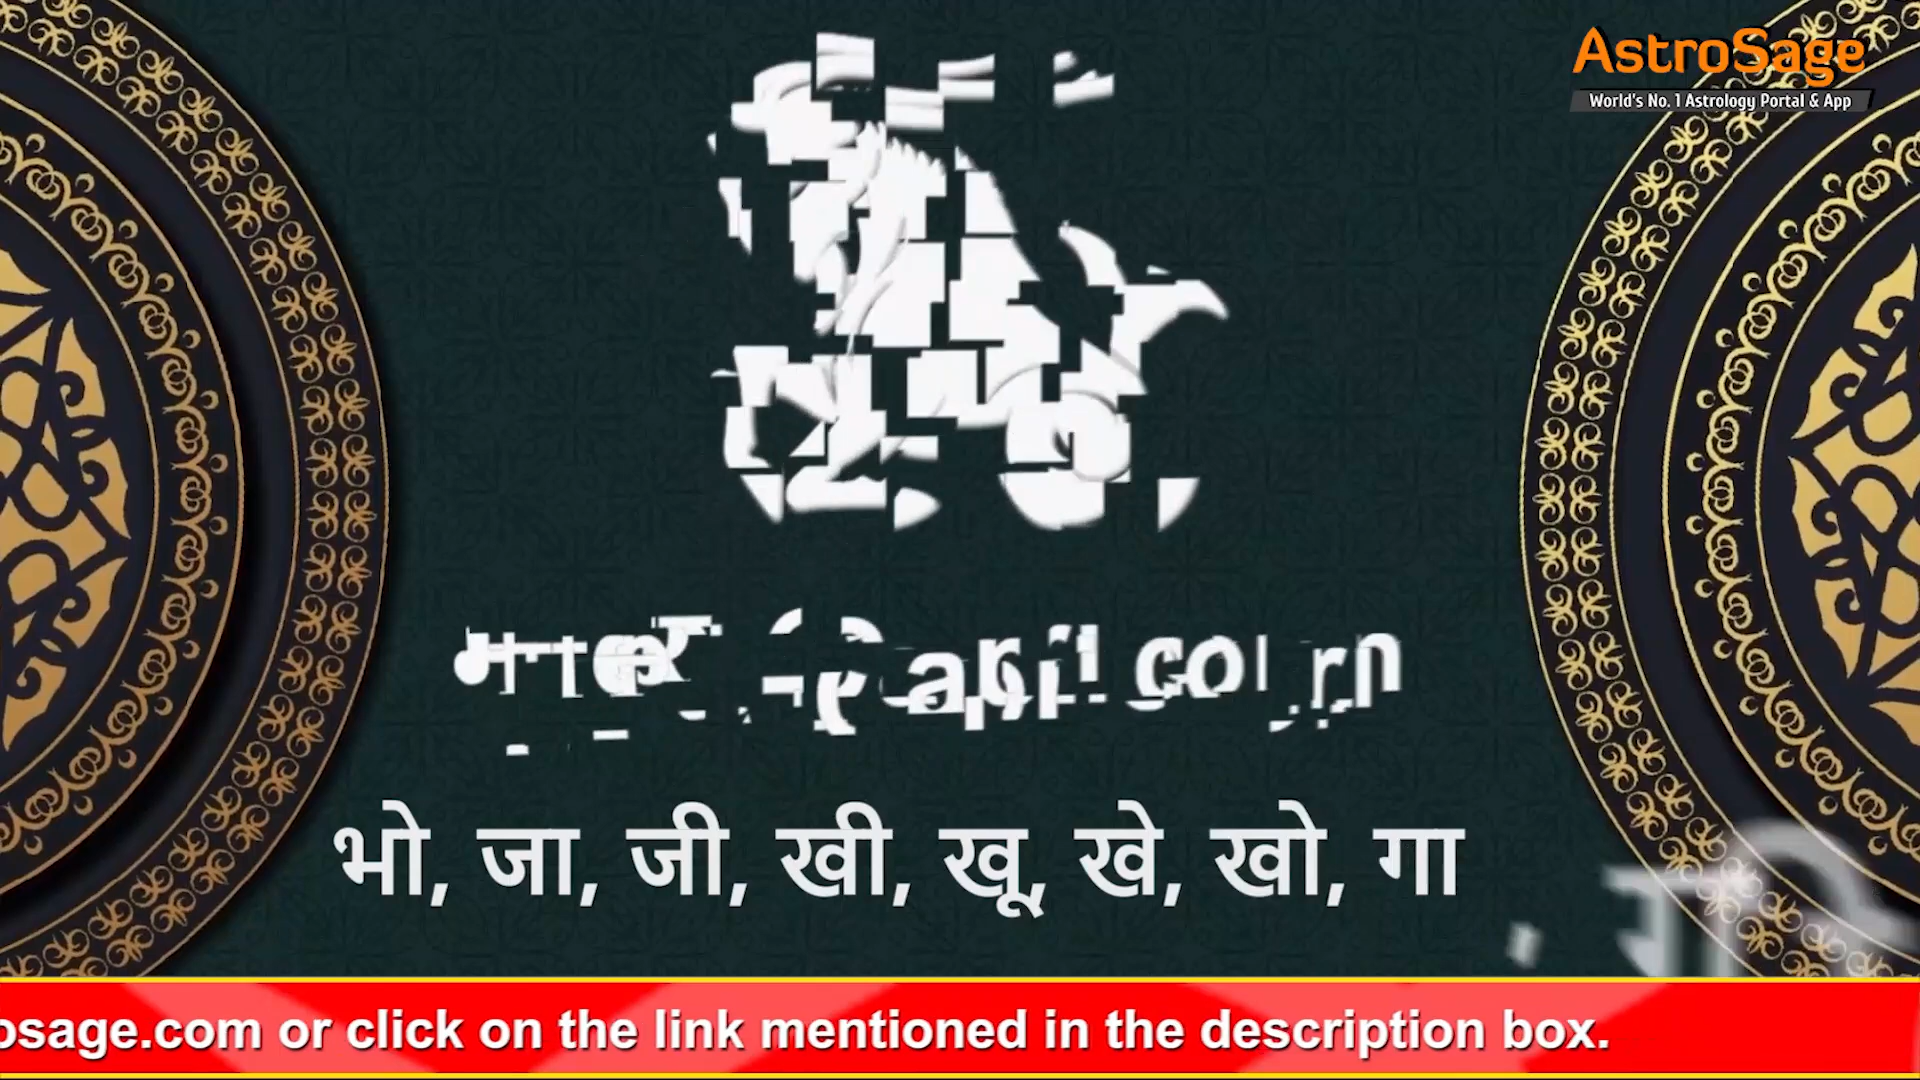 AstroSage
World's No. 1 Astrology Portal & App
भो, जा, जी, खी, खू, खे, खो, गा
osage.com or click on the link mentioned in the description box.